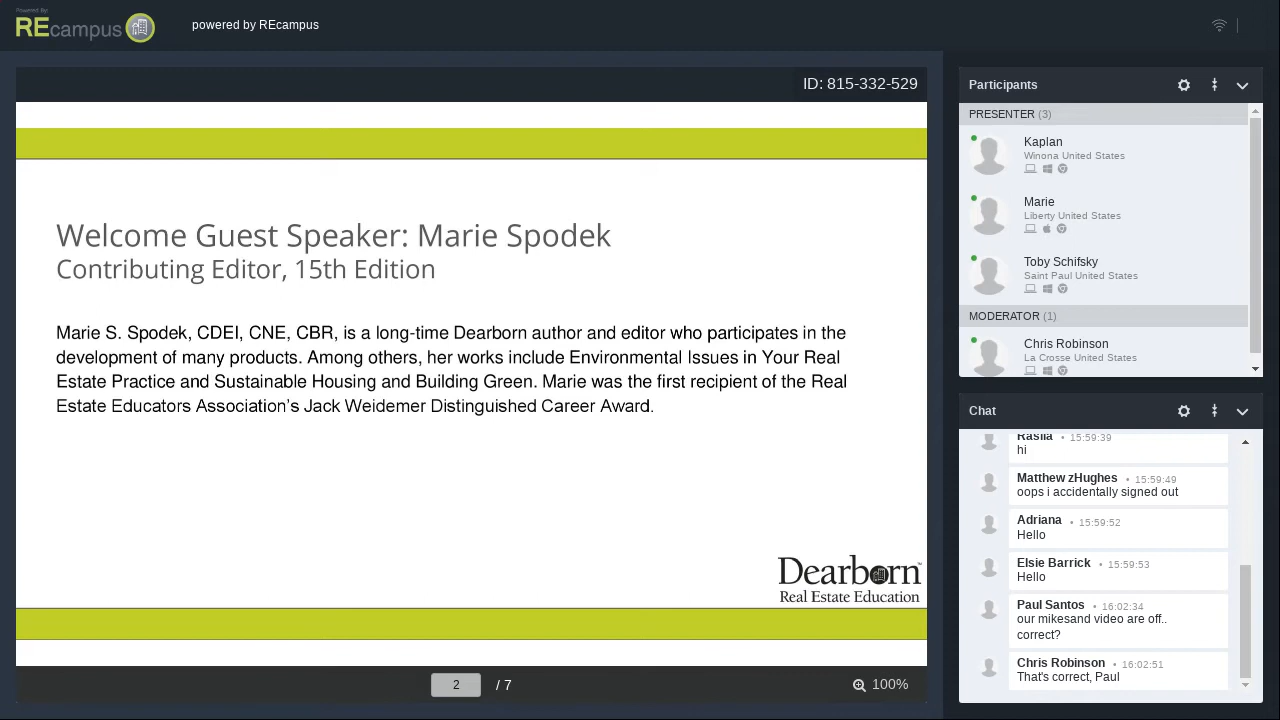 Powered By:
REcampus
powered by REcampus
ID: 815-332-529
Welcome Guest Speaker: Marie Spodek
Contributing Editor, 15th Edition
Marie S. Spodek, CDEI, CNE, CBR, is a long-time Dearborn author and editor who participates in the
development of many products. Among others, her works include Environmental Issues in Your Real
Estate Practice and Sustainable Housing and Building Green. Marie was the first recipient of the Real
Estate Educators Association's Jack Weidemer Distinguished Career Award.
Dearborn™
Real Estate Education
2 / 7
100%
Participants
PRESENTER (3)
Kaplan
Winona United States
Marie
Liberty United States
Toby Schifsky
Saint Paul United States
MODERATOR (1)
Chris Robinson
La Crosse United States
Chat
Rasila • 15:59:39
hi
Matthew zHughes • 15:59:49
oops i accidentally signed out
Adriana • 15:59:52
Hello
Elsie Barrick • 15:59:53
Hello
Paul Santos • 16:02:34
our mikesand video are off..
correct?
Chris Robinson • 16:02:51
That's correct, Paul